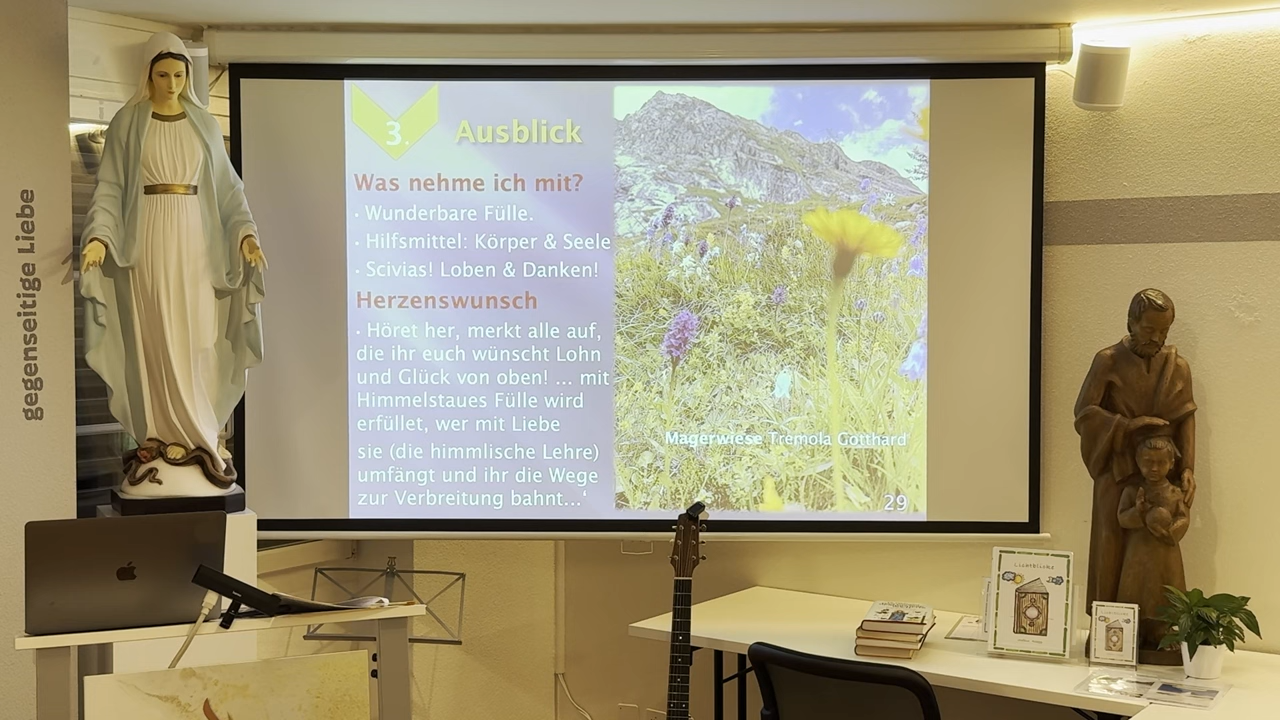 gegenseitige Liebe
3.
Ausblick
Was nehme ich mit?
· Wunderbare Fülle.
· Hilfsmittel: Körper & Seele
· Scivias! Loben & Danken!
Herzenswunsch
· Höret her, merkt alle auf,
die ihr euch wünscht Lohn
und Glück von oben! ... mit
Himmelstaues Fülle wird
erfüllet, wer mit Liebe
sie (die himmlische Lehre)
umfängt und ihr die Wege
zur Verbreitung bahnt...‘
Magerwiese Tremola Gotthard
29